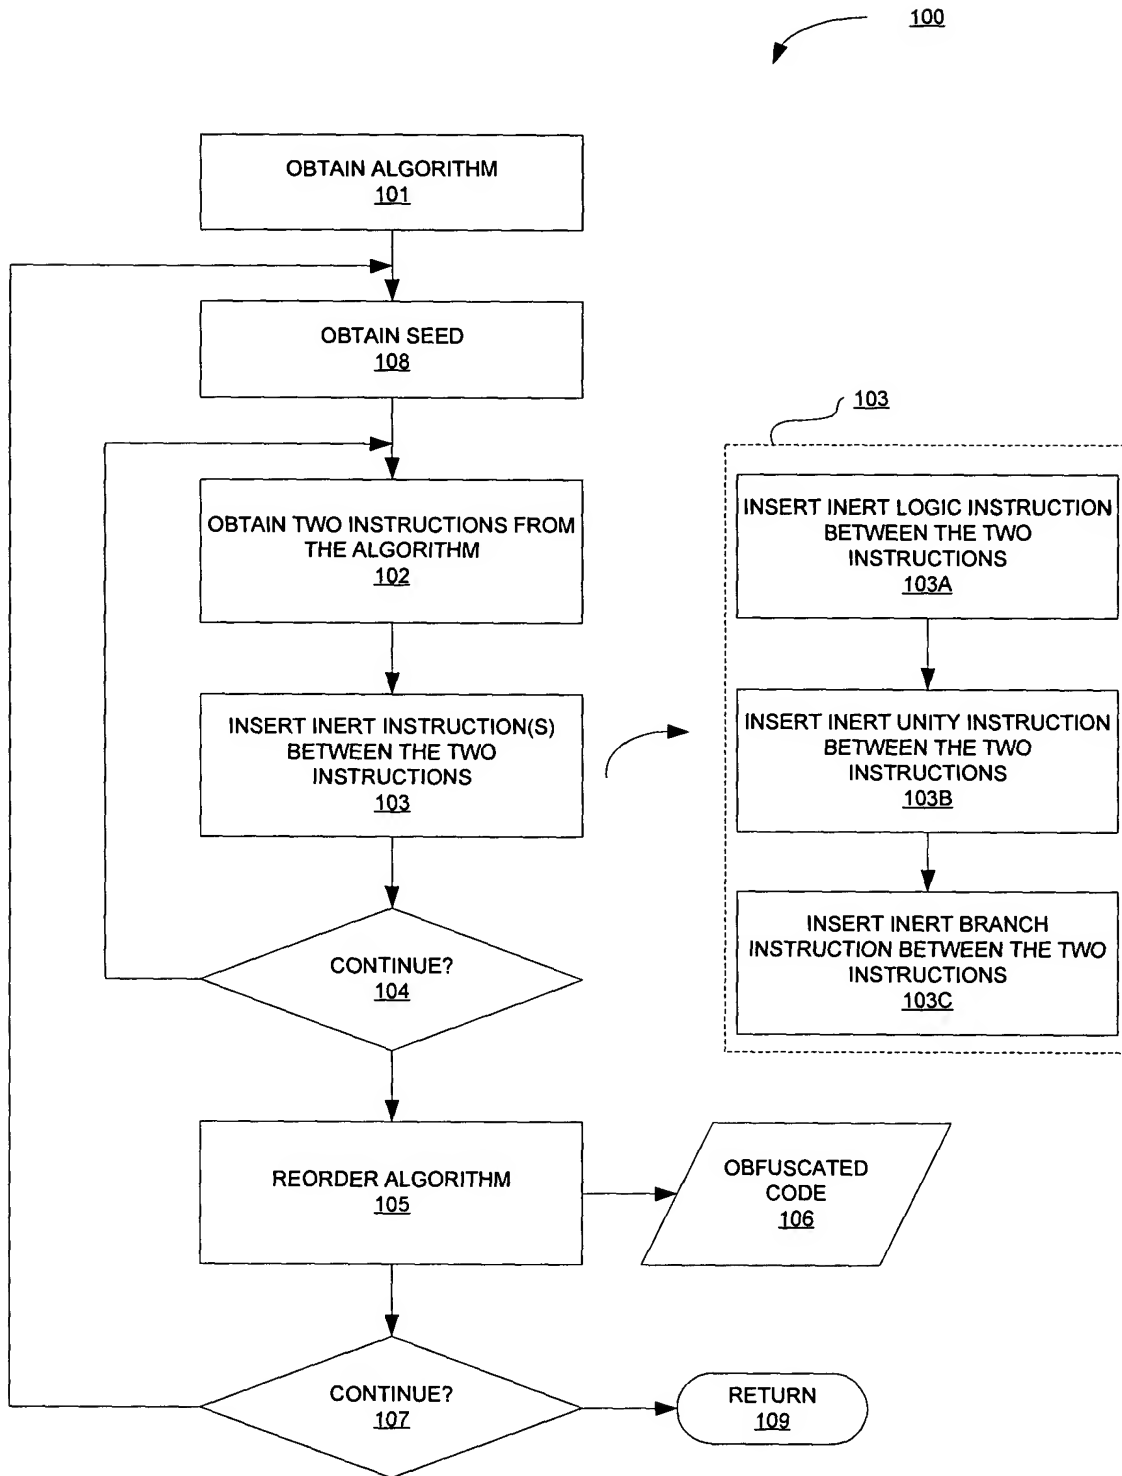 100
OBTAIN ALGORITHM
101
OBTAIN SEED
108
103
OBTAIN TWO INSTRUCTIONS FROM
THE ALGORITHM
102
INSERT INERT LOGIC INSTRUCTION
BETWEEN THE TWO
INSTRUCTIONS
103A
INSERT INERT INSTRUCTION(S)
BETWEEN THE TWO
INSTRUCTIONS
103
INSERT INERT UNITY INSTRUCTION
BETWEEN THE TWO
INSTRUCTIONS
103B
INSERT INERT BRANCH
INSTRUCTION BETWEEN THE TWO
INSTRUCTIONS
103C
CONTINUE?
104
REORDER ALGORITHM
105
OBFUSCATED
CODE
106
CONTINUE?
107
RETURN
109